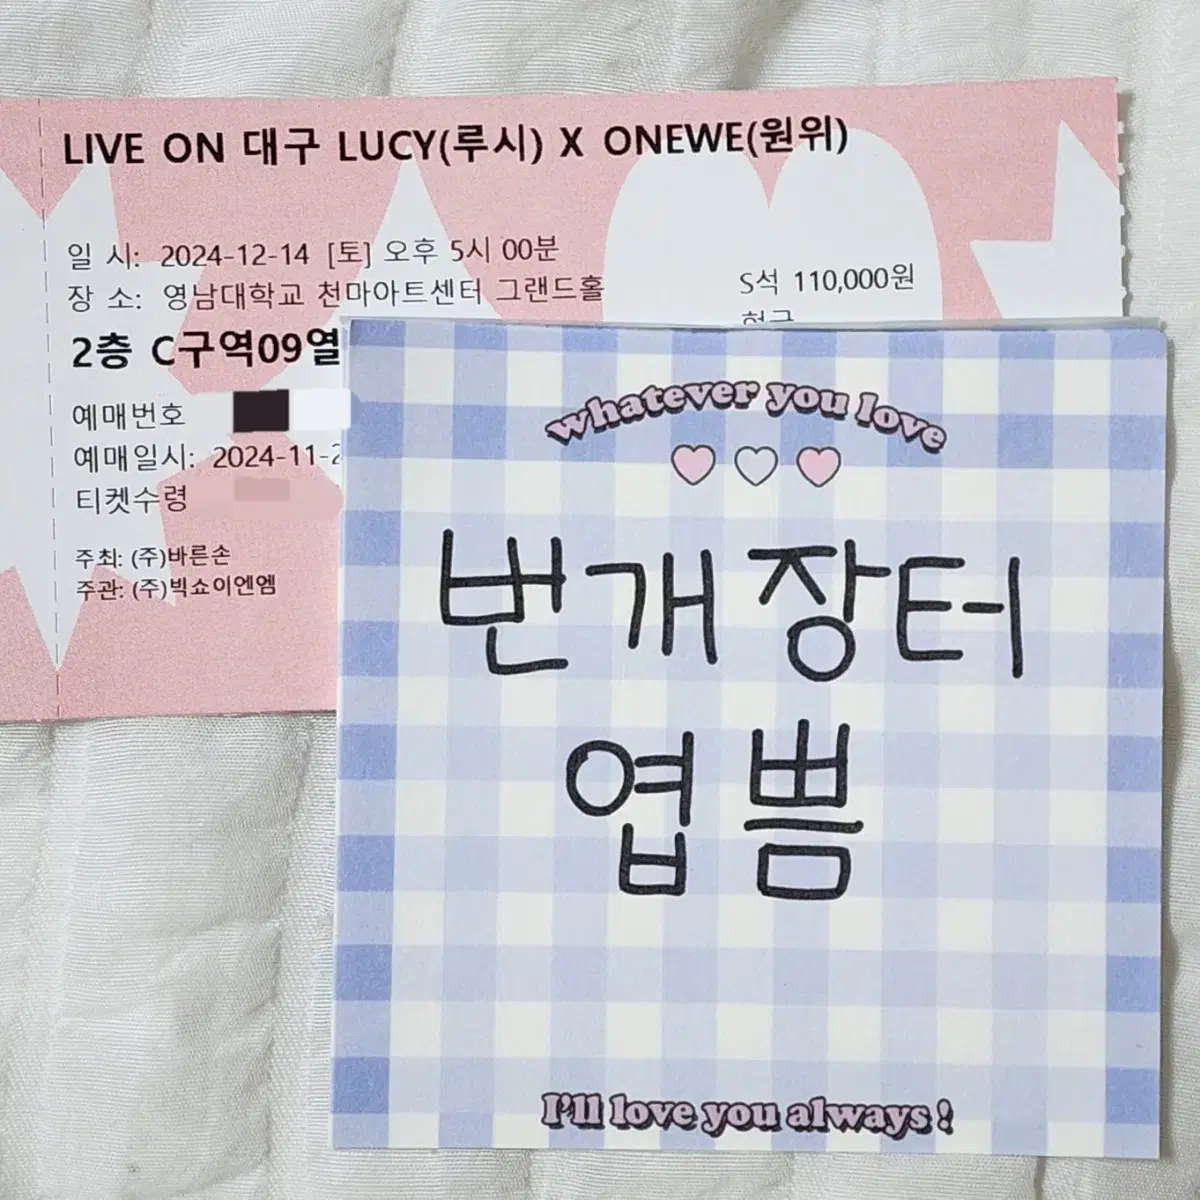 LIVE ON 대구 LUCY(루시) X ONEWE(원위)
일 시: 2024-12-14 [토] 오후 5시 00분
장 소: 영남대학교 천마아트센터 그랜드홀
S석 110,000원
2층 C구역09열
예매번호
예매일시: 2024-11-2
티켓수령
주최: (주)바른손
주관: (주)빅쇼이엔엠
whatever you love
번개장터
엽쁨
I'll love you always!